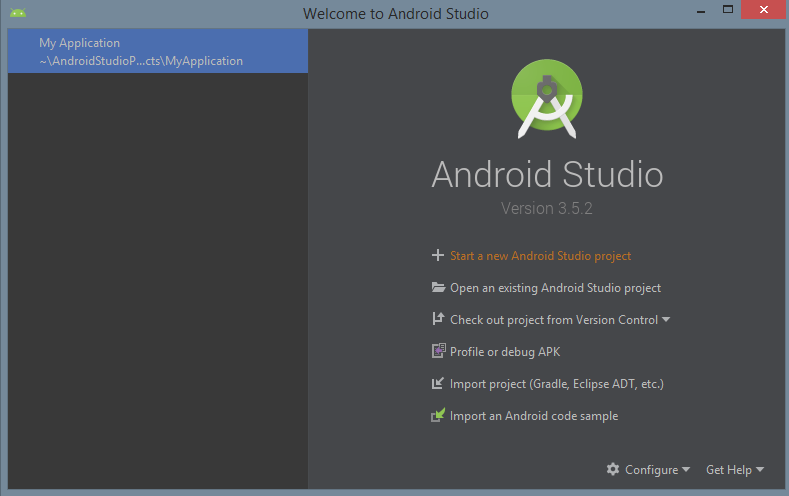 Welcome to Android Studio
My Application
~\AndroidStudioP...cts\MyApplication
Android Studio
Version 3.5.2
Start a new Android Studio project
Open an existing Android Studio project
Check out project from Version Control
Profile or debug APK
Import project (Gradle, Eclipse ADT, etc.)
Import an Android code sample
Configure Get Help